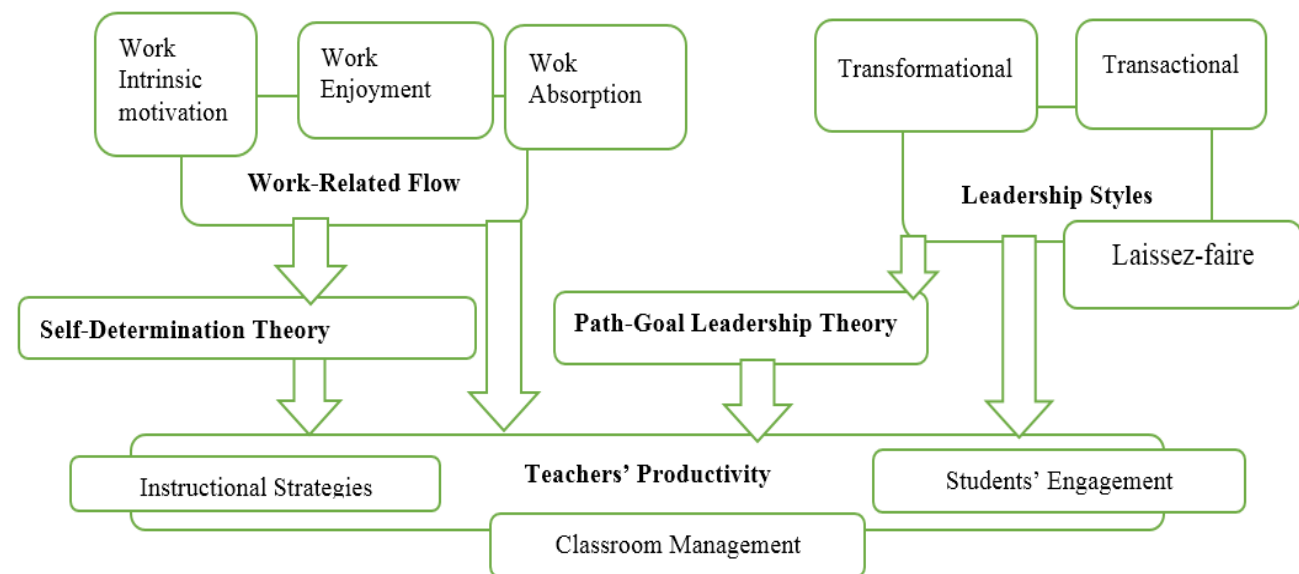 Work
Intrinsic
motivation
Work
Enjoyment
Wok
Absorption
Transformational
Transactional
Work-Related Flow
Leadership Styles
Laissez-faire
Self-Determination Theory
Path-Goal Leadership Theory
Teachers’ Productivity
Instructional Strategies
Students’ Engagement
Classroom Management